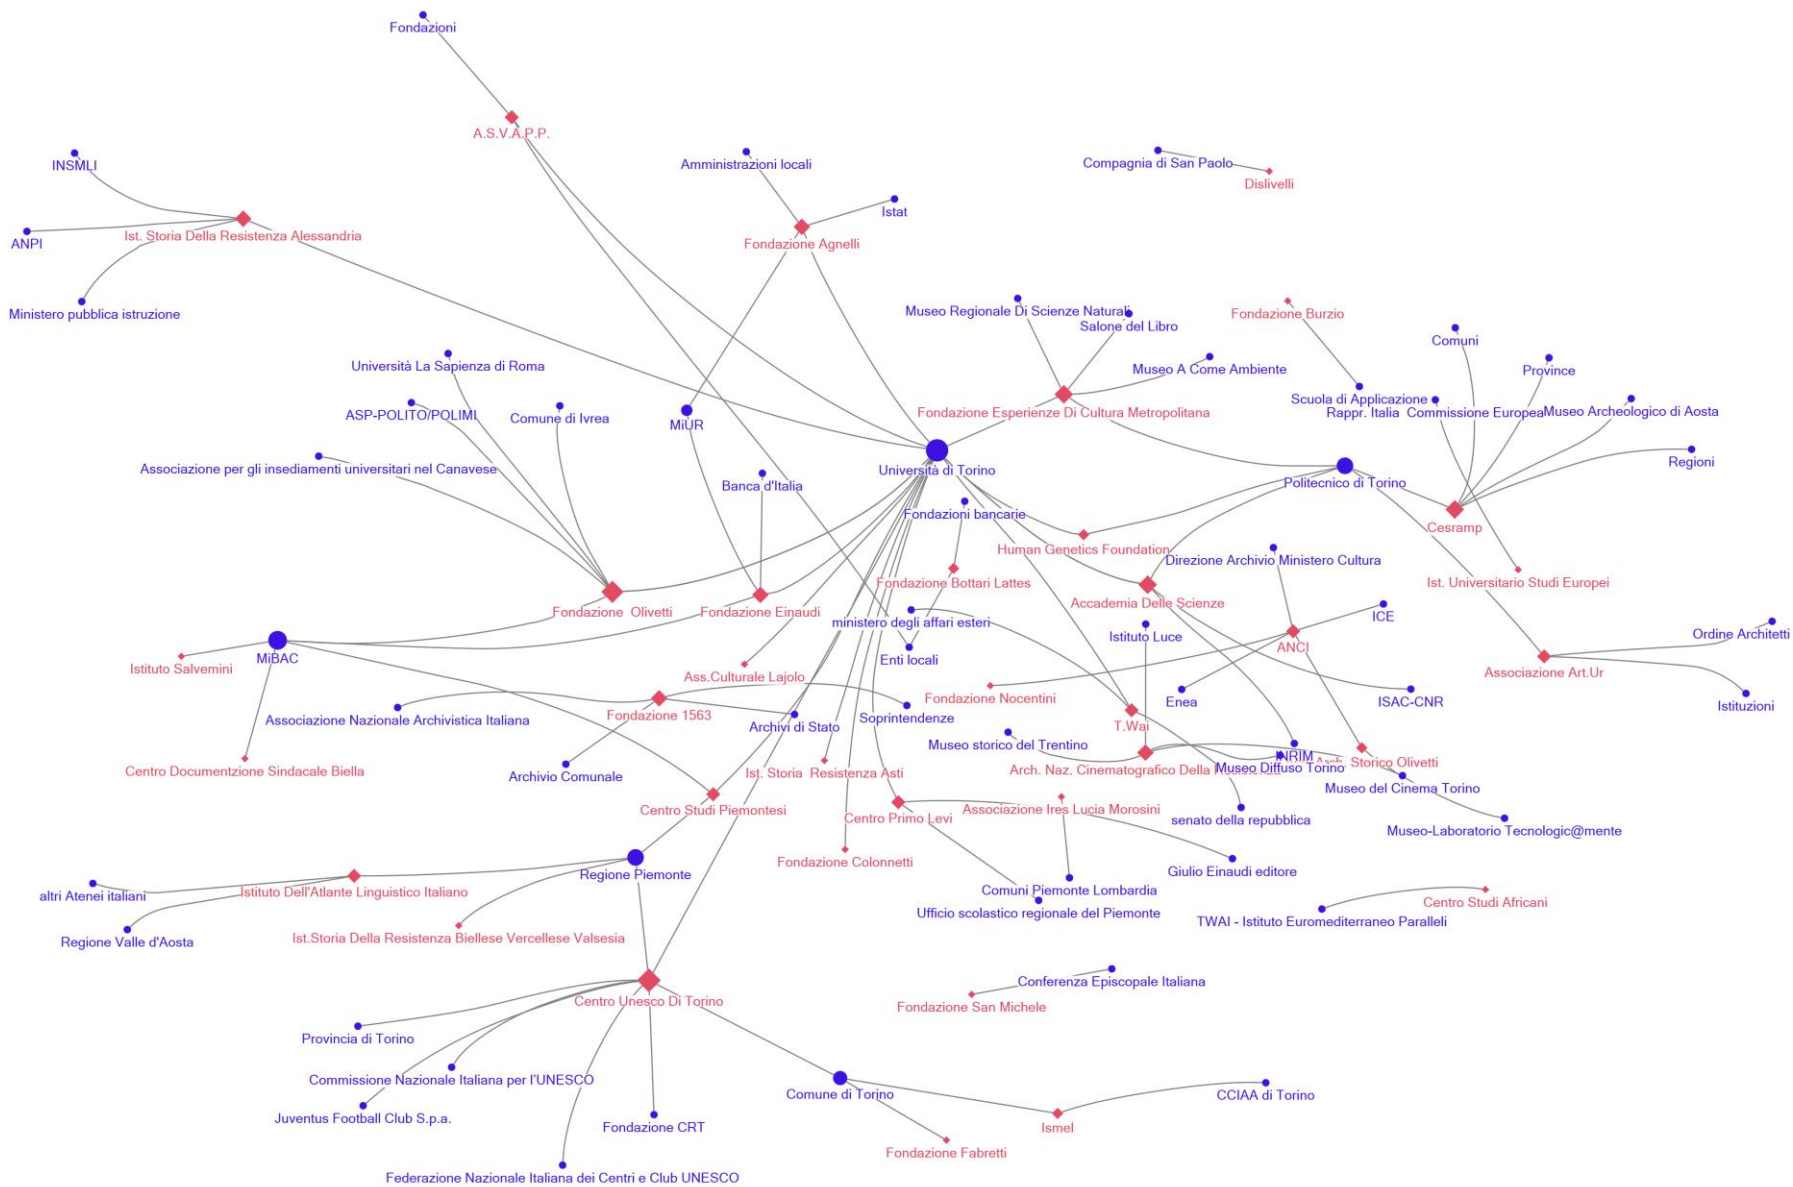 Fondazioni
A.S.V.A.P.P.
INSMLI
Amministrazioni locali
Compagnia di San Paolo
Dislivelli
Istat
ANPI
Ist. Storia Della Resistenza Alessandria
Fondazione Agnelli
Ministero pubblica istruzione
Museo Regionale Di Scienze Naturali
Fondazione Burzio
Salone del Libro
Comuni
Università La Sapienza di Roma
Museo A Come Ambiente
Province
Scuola di Applicazione
ASP-POLITO/POLIMI
Comune di Ivrea
MiUR
Fondazione Esperienze Di Cultura Metropolitana
Rappr. Italia Commissione Europea
Museo Archeologico di Aosta
Associazione per gli insediamenti universitari nel Canavese
Università di Torino
Regioni
Banca d'Italia
Politecnico di Torino
Fondazioni bancarie
Cesramp
Human Genetics Foundation
Direzione Archivio Ministero Cultura
Fondazione Bottari Lattes
Ist. Universitario Studi Europei
Fondazione Olivetti
Fondazione Einaudi
Accademia Delle Scienze
ministero degli affari esteri
ICE
Istituto Luce
Ordine Architetti
ANCI
MiBAC
Enti locali
Istituto Salvemini
Ass.Culturale Lajolo
Associazione Art.Ur
Fondazione Nocentini
Enea
ISAC-CNR
Istituzioni
Associazione Nazionale Archivistica Italiana
Fondazione 1563
Archivi di Stato
Soprintendenze
T.Wai
Museo storico del Trentino
INRIM
Centro Documentzione Sindacale Biella
Archivio Comunale
Ist. Storia Resistenza Asti
Arch. Naz. Cinematografico Della
Museo Diffuso Torino
Arch. Storico Olivetti
Museo del Cinema Torino
Centro Studi Piemontesi
Centro Primo Levi
Associazione Ires Lucia Morosini
senato della repubblica
Museo-Laboratorio Tecnologic@mente
Fondazione Colonnetti
Regione Piemonte
Giulio Einaudi editore
altri Atenei italiani
Istituto Dell'Atlante Linguistico Italiano
Comuni Piemonte Lombardia
Centro Studi Africani
Ufficio scolastico regionale del Piemonte
TWAI - Istituto Euromediterraneo Paralleli
Regione Valle d'Aosta
Ist.Storia Della Resistenza Biellese Vercellese Valsesia
Conferenza Episcopale Italiana
Centro Unesco Di Torino
Fondazione San Michele
Provincia di Torino
Commissione Nazionale Italiana per l'UNESCO
Comune di Torino
CCIAA di Torino
Juventus Football Club S.p.a.
Fondazione CRT
Ismel
Fondazione Fabretti
Federazione Nazionale Italiana dei Centri e Club UNESCO